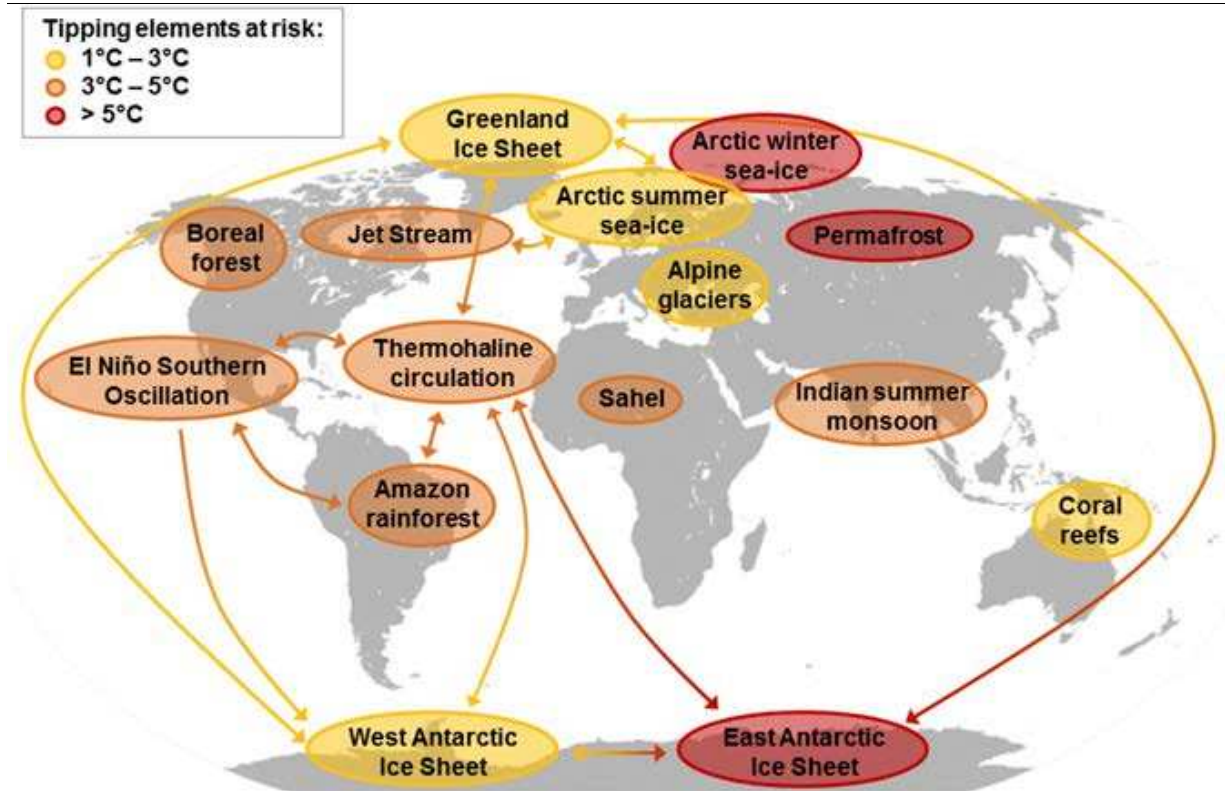 Tipping elements at risk:
1°C – 3°C
3°C – 5°C
> 5°C
Greenland
Ice Sheet
Arctic winter
sea-ice
Arctic summer
sea-ice
Boreal
forest
Jet Stream
Permafrost
Alpine
glaciers
El Niño Southern
Oscillation
Thermohaline
circulation
Sahel
Indian summer
monsoon
Amazon
rainforest
Coral
reefs
West Antarctic
Ice Sheet
East Antarctic
Ice Sheet